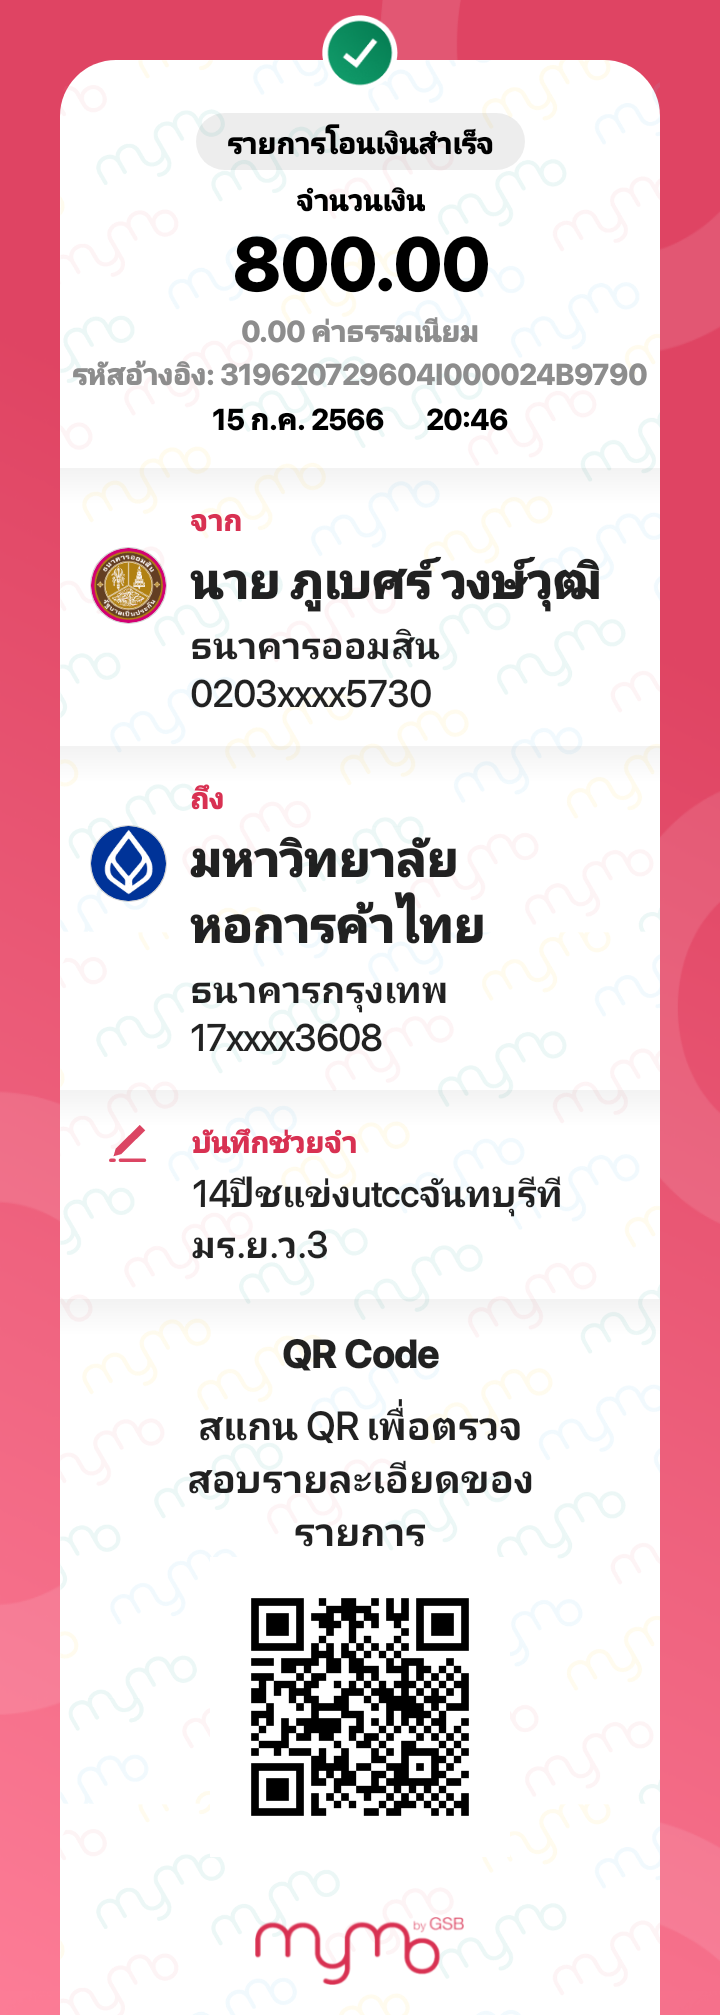 รายการโอนเงินสำเร็จ
จำนวนเงิน
800.00
0.00 ค่าธรรมเนียม
รหัสอ้างอิง: 319620729604I000024B9790
15 ก.ค. 2566 20:46
จาก
นาย ภูเบศร์ วงษ์วุฒิ
ธนาคารออมสิน
0203xxxx5730
ถึง
มหาวิทยาลัย
หอการค้าไทย
ธนาคารกรุงเทพ
17xxxx3608
บันทึกช่วยจำ
14ปีชแข่งutccจันทบุรีที
มร.ย.ว.3
QR Code
สแกน QR เพื่อตรวจ
สอบรายละเอียดของ
รายการ
mymo by GSB